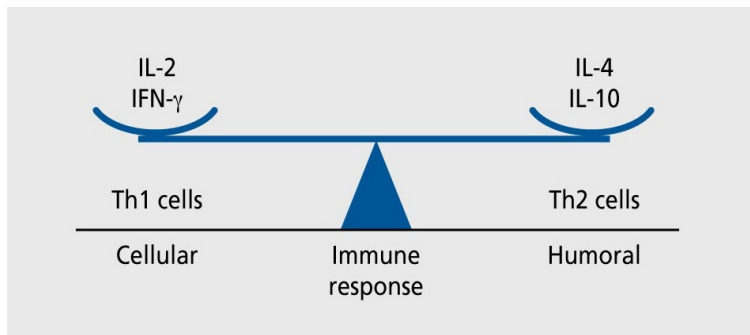 IL-2
IFN-γ
IL-4
IL-10
Th1 cells
Th2 cells
Cellular
Immune
response
Humoral